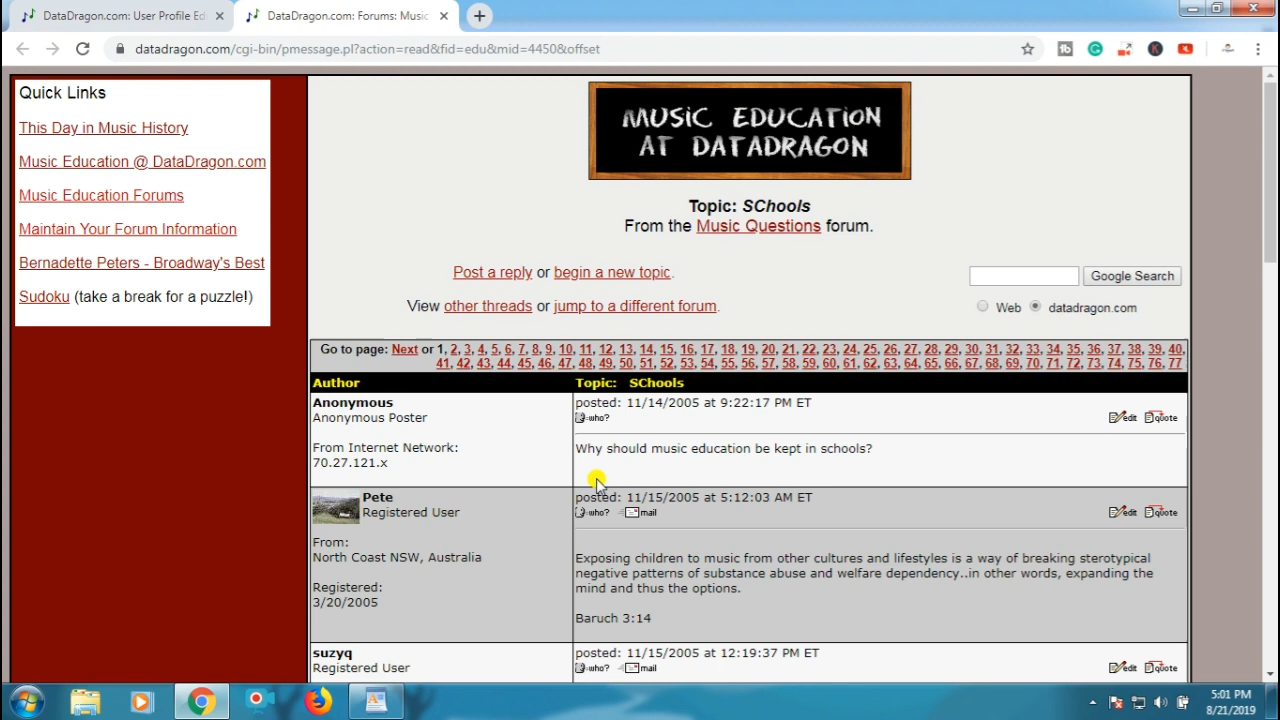 DataDragon.com: User Profile Ed
DataDragon.com: Forums: Music
datadragon.com/cgi-bin/pmessage.pl?action=read&fid=edu&mid=4450&offset
Quick Links
This Day in Music History
Music Education @ DataDragon.com
Music Education Forums
Maintain Your Forum Information
Bernadette Peters - Broadway's Best
Sudoku (take a break for a puzzle!)
MUSIC EDUCATION
AT DATADRAGON
Topic: SChools
From the Music Questions forum.
Post a reply or begin a new topic.
View other threads or jump to a different forum.
Google Search
Web datadragon.com
Go to page: Next or 1, 2, 3, 4, 5, 6, 7, 8, 9, 10, 11, 12, 13, 14, 15, 16, 17, 18, 19, 20, 21, 22, 23, 24, 25, 26, 27, 28, 29, 30, 31, 32, 33, 34, 35, 36, 37, 38, 39, 40,
41, 42, 43, 44, 45, 46, 47, 48, 49, 50, 51, 52, 53, 54, 55, 56, 57, 58, 59, 60, 61, 62, 63, 64, 65, 66, 67, 68, 69, 70, 71, 72, 73, 74, 75, 76, 77
Author Topic: SChools
Anonymous
Anonymous Poster
From Internet Network:
70.27.121.x
posted: 11/14/2005 at 9:22:17 PM ET
who? edit quote
Why should music education be kept in schools?
Pete
Registered User
From:
North Coast NSW, Australia
Registered:
3/20/2005
posted: 11/15/2005 at 5:12:03 AM ET
who? mail edit quote
Exposing children to music from other cultures and lifestyles is a way of breaking sterotypical
negative patterns of substance abuse and welfare dependency..in other words, expanding the
mind and thus the options.
Baruch 3:14
suzyq
Registered User
posted: 11/15/2005 at 12:19:37 PM ET
who? mail edit quote
5:01 PM
8/21/2019